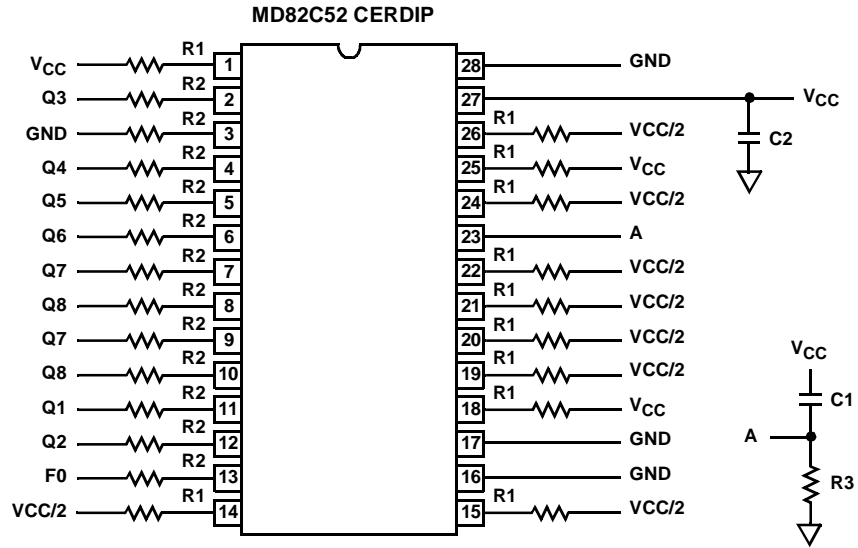 MD82C52 CERDIP
VCC R1 1
Q3 R2 2
GND R2 3
Q4 R2 4
Q5 R2 5
Q6 R2 6
Q7 R2 7
Q8 R2 8
Q7 R2 9
Q8 R2 10
Q1 R2 11
Q2 R2 12
F0 R2 13
VCC/2 R1 14
28 GND
27 VCC
26 R1 VCC/2
25 R1 VCC
24 R1 VCC/2
23 A
22 R1 VCC/2
21 R1 VCC/2
20 R1 VCC/2
19 R1 VCC/2
18 R1 VCC
17 GND
16 GND
15 R1 VCC/2
C2
VCC
C1
A
R3